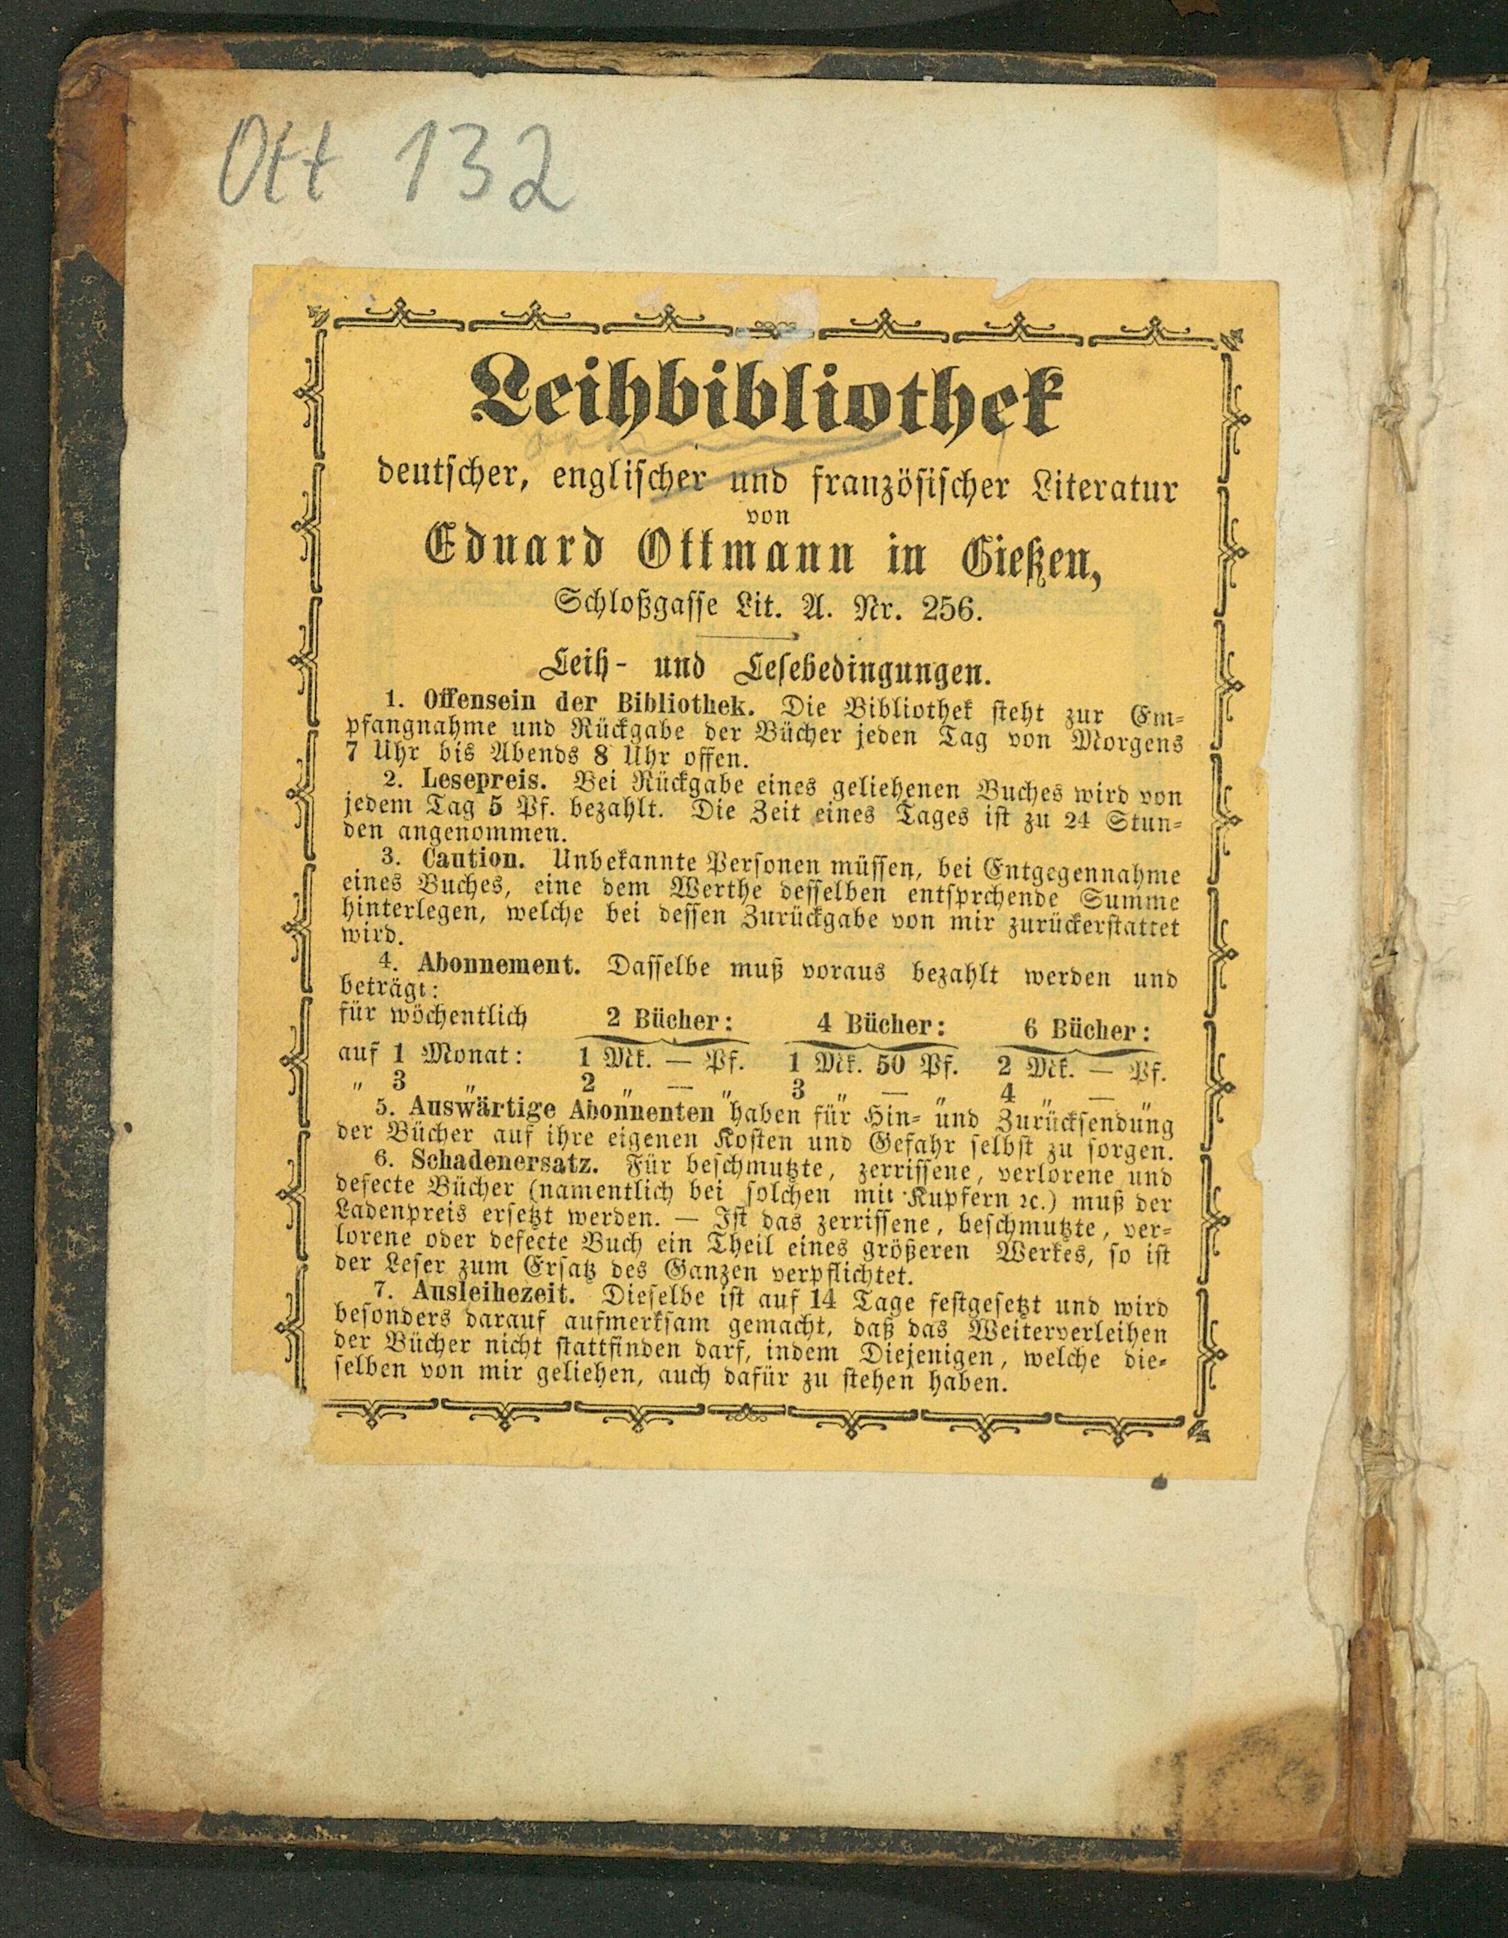 Ott 132
Leihbibliothek
deutscher, englischer und französischer Literatur
von
Eduard Ottmann in Gießen,
Schloßgasse Lit. A. Nr. 256.
Leih- und Lesebedingungen.
1. Offensein der Bibliothek. Die Bibliothek steht zur Em-
pfangnahme und Rückgabe der Bücher jeden Tag von Morgens
7 Uhr bis Abends 8 Uhr offen.
2. Lesepreis. Bei Rückgabe eines geliehenen Buches wird von
jedem Tag 5 Pf. bezahlt. Die Zeit eines Tages ist zu 24 Stun-
den angenommen.
3. Caution. Unbekannte Personen müssen, bei Entgegennahme
eines Buches, eine dem Werthe desselben entsprchende Summe
hinterlegen, welche bei dessen Zurückgabe von mir zurückerstattet
wird.
4. Abonnement. Dasselbe muß voraus bezahlt werden und
beträgt:
für wöchentlich 2 Bücher: 4 Bücher: 6 Bücher:
auf 1 Monat: 1 Mk. — Pf. 1 Mk. 50 Pf. 2 Mk. — Pf.
„ 3 „ 2 „ — „ 3 „ — „ 4 „ — „
5. Auswärtige Abonnenten haben für Hin- und Zurücksendung
der Bücher auf ihre eigenen Kosten und Gefahr selbst zu sorgen.
6. Schadenersatz. Für beschmutzte, zerrissene, verlorene und
defecte Bücher (namentlich bei solchen mit Kupfern ꝛc.) muß der
Ladenpreis ersetzt werden. — Ist das zerrissene, beschmutzte, ver-
lorene oder defecte Buch ein Theil eines größeren Werkes, so ist
der Leser zum Ersatz des Ganzen verpflichtet.
7. Ausleihezeit. Dieselbe ist auf 14 Tage festgesetzt und wird
besonders darauf aufmerksam gemacht, daß das Weiterverleihen
der Bücher nicht stattfinden darf, indem Diejenigen, welche die-
selben von mir geliehen, auch dafür zu stehen haben.